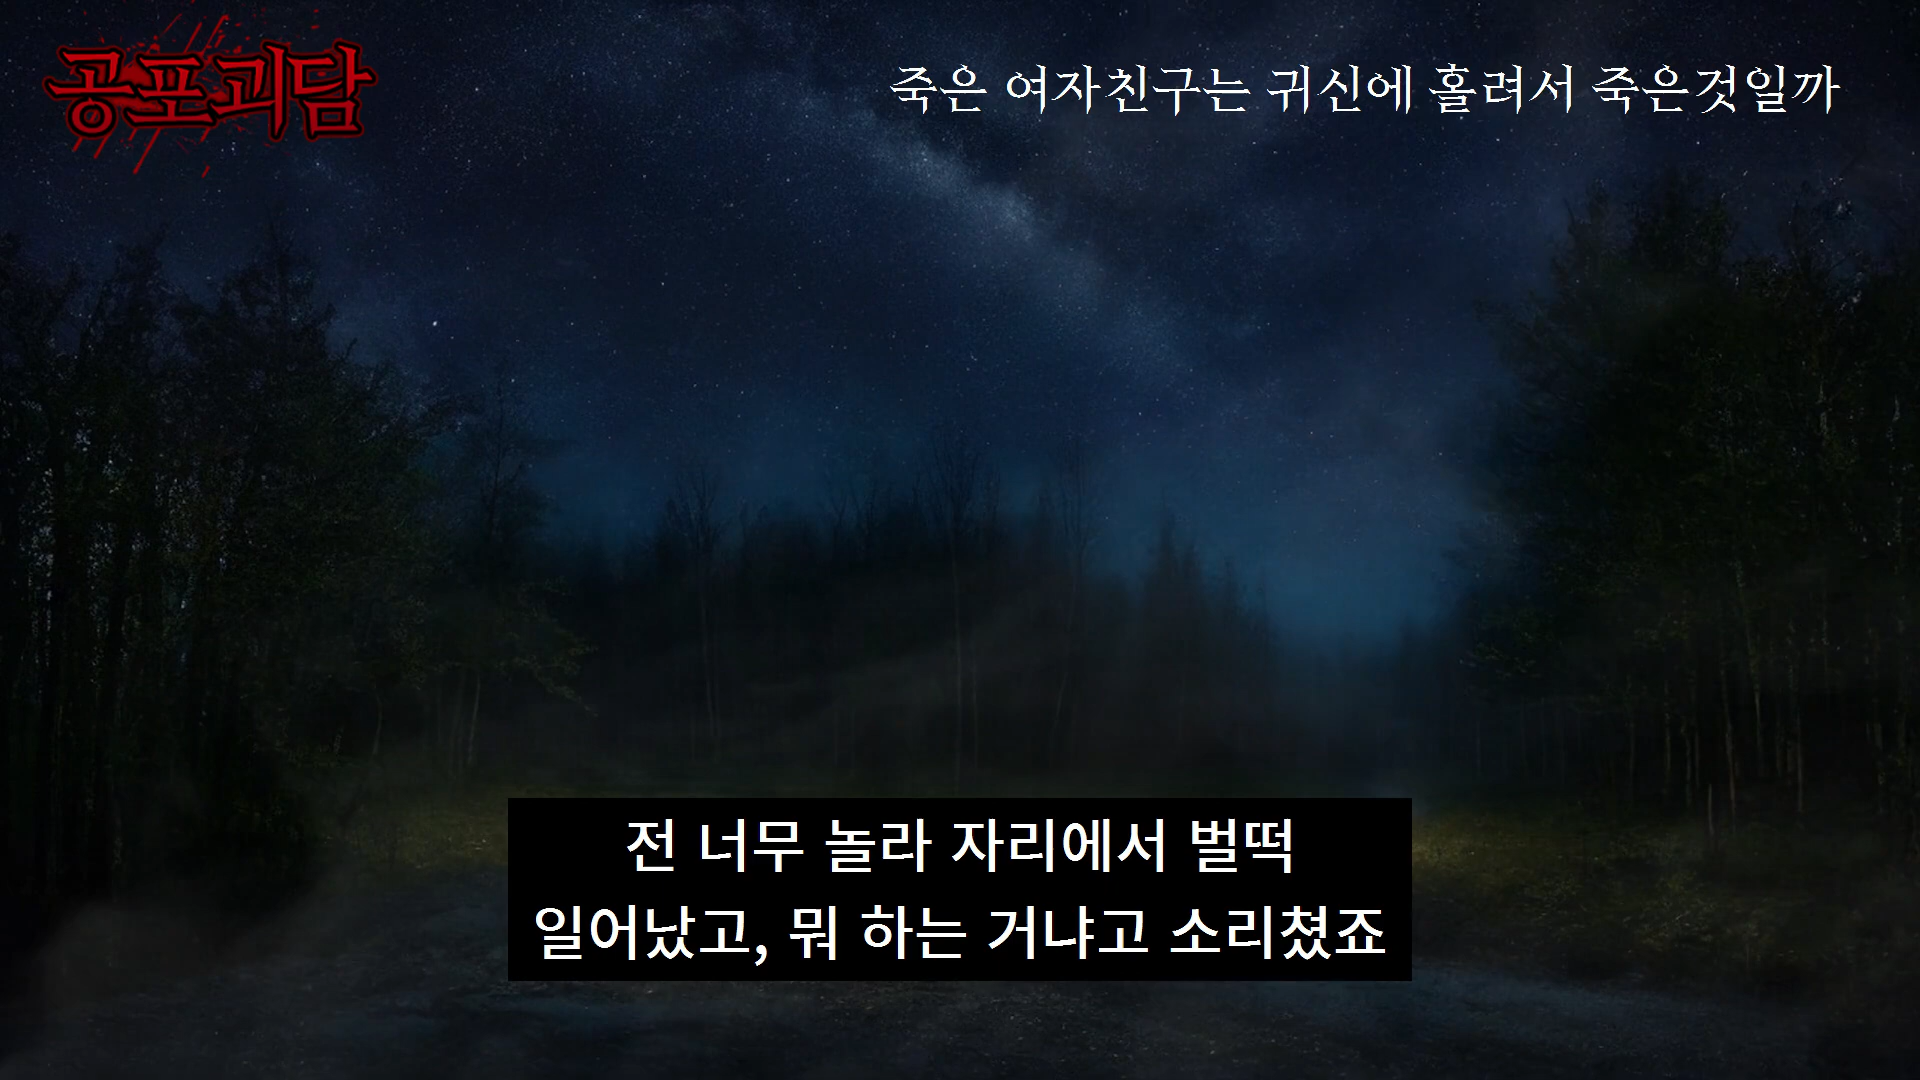 공포괴담
죽은 여자친구는 귀신에 홀려서 죽은것일까
전 너무 놀라 자리에서 벌떡
일어났고, 뭐 하는 거냐고 소리쳤죠